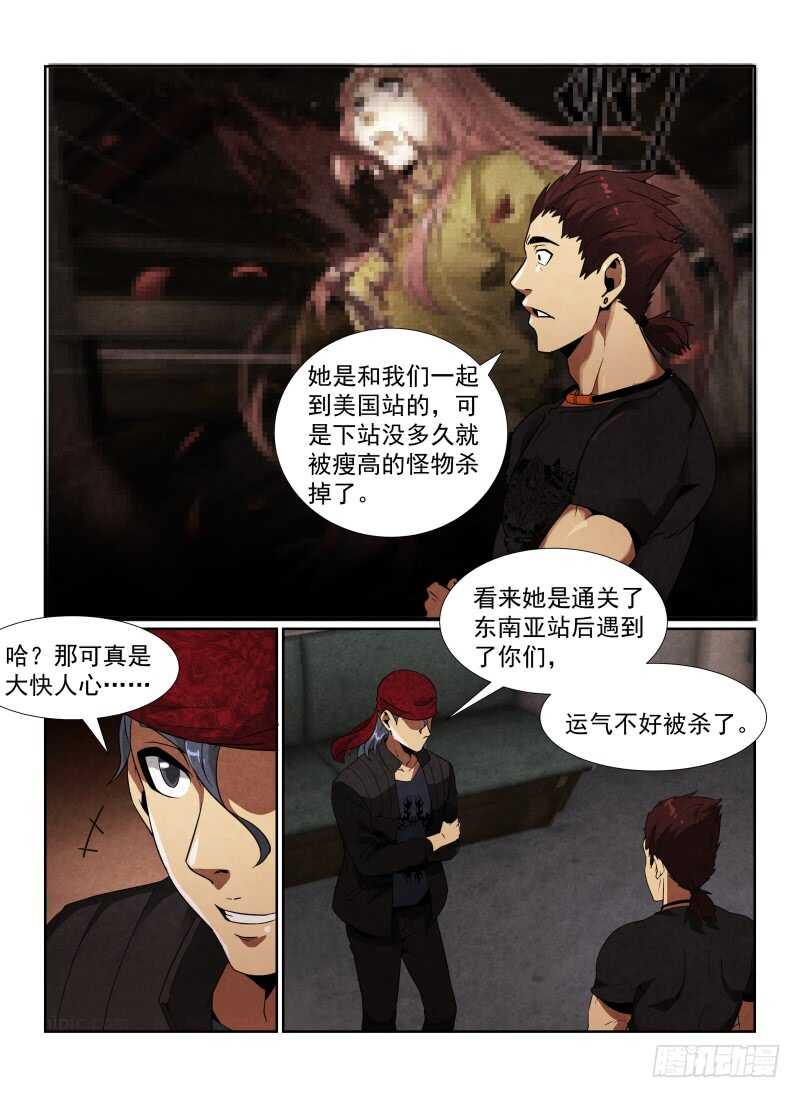 她是和我们一起
到美国站的，可
是下站没多久就
被瘦高的怪物杀
掉了。
哈？那可真是
大快人心……
看来她是通关了
东南亚站后遇到
了你们，
运气不好被杀了。
腾讯动漫